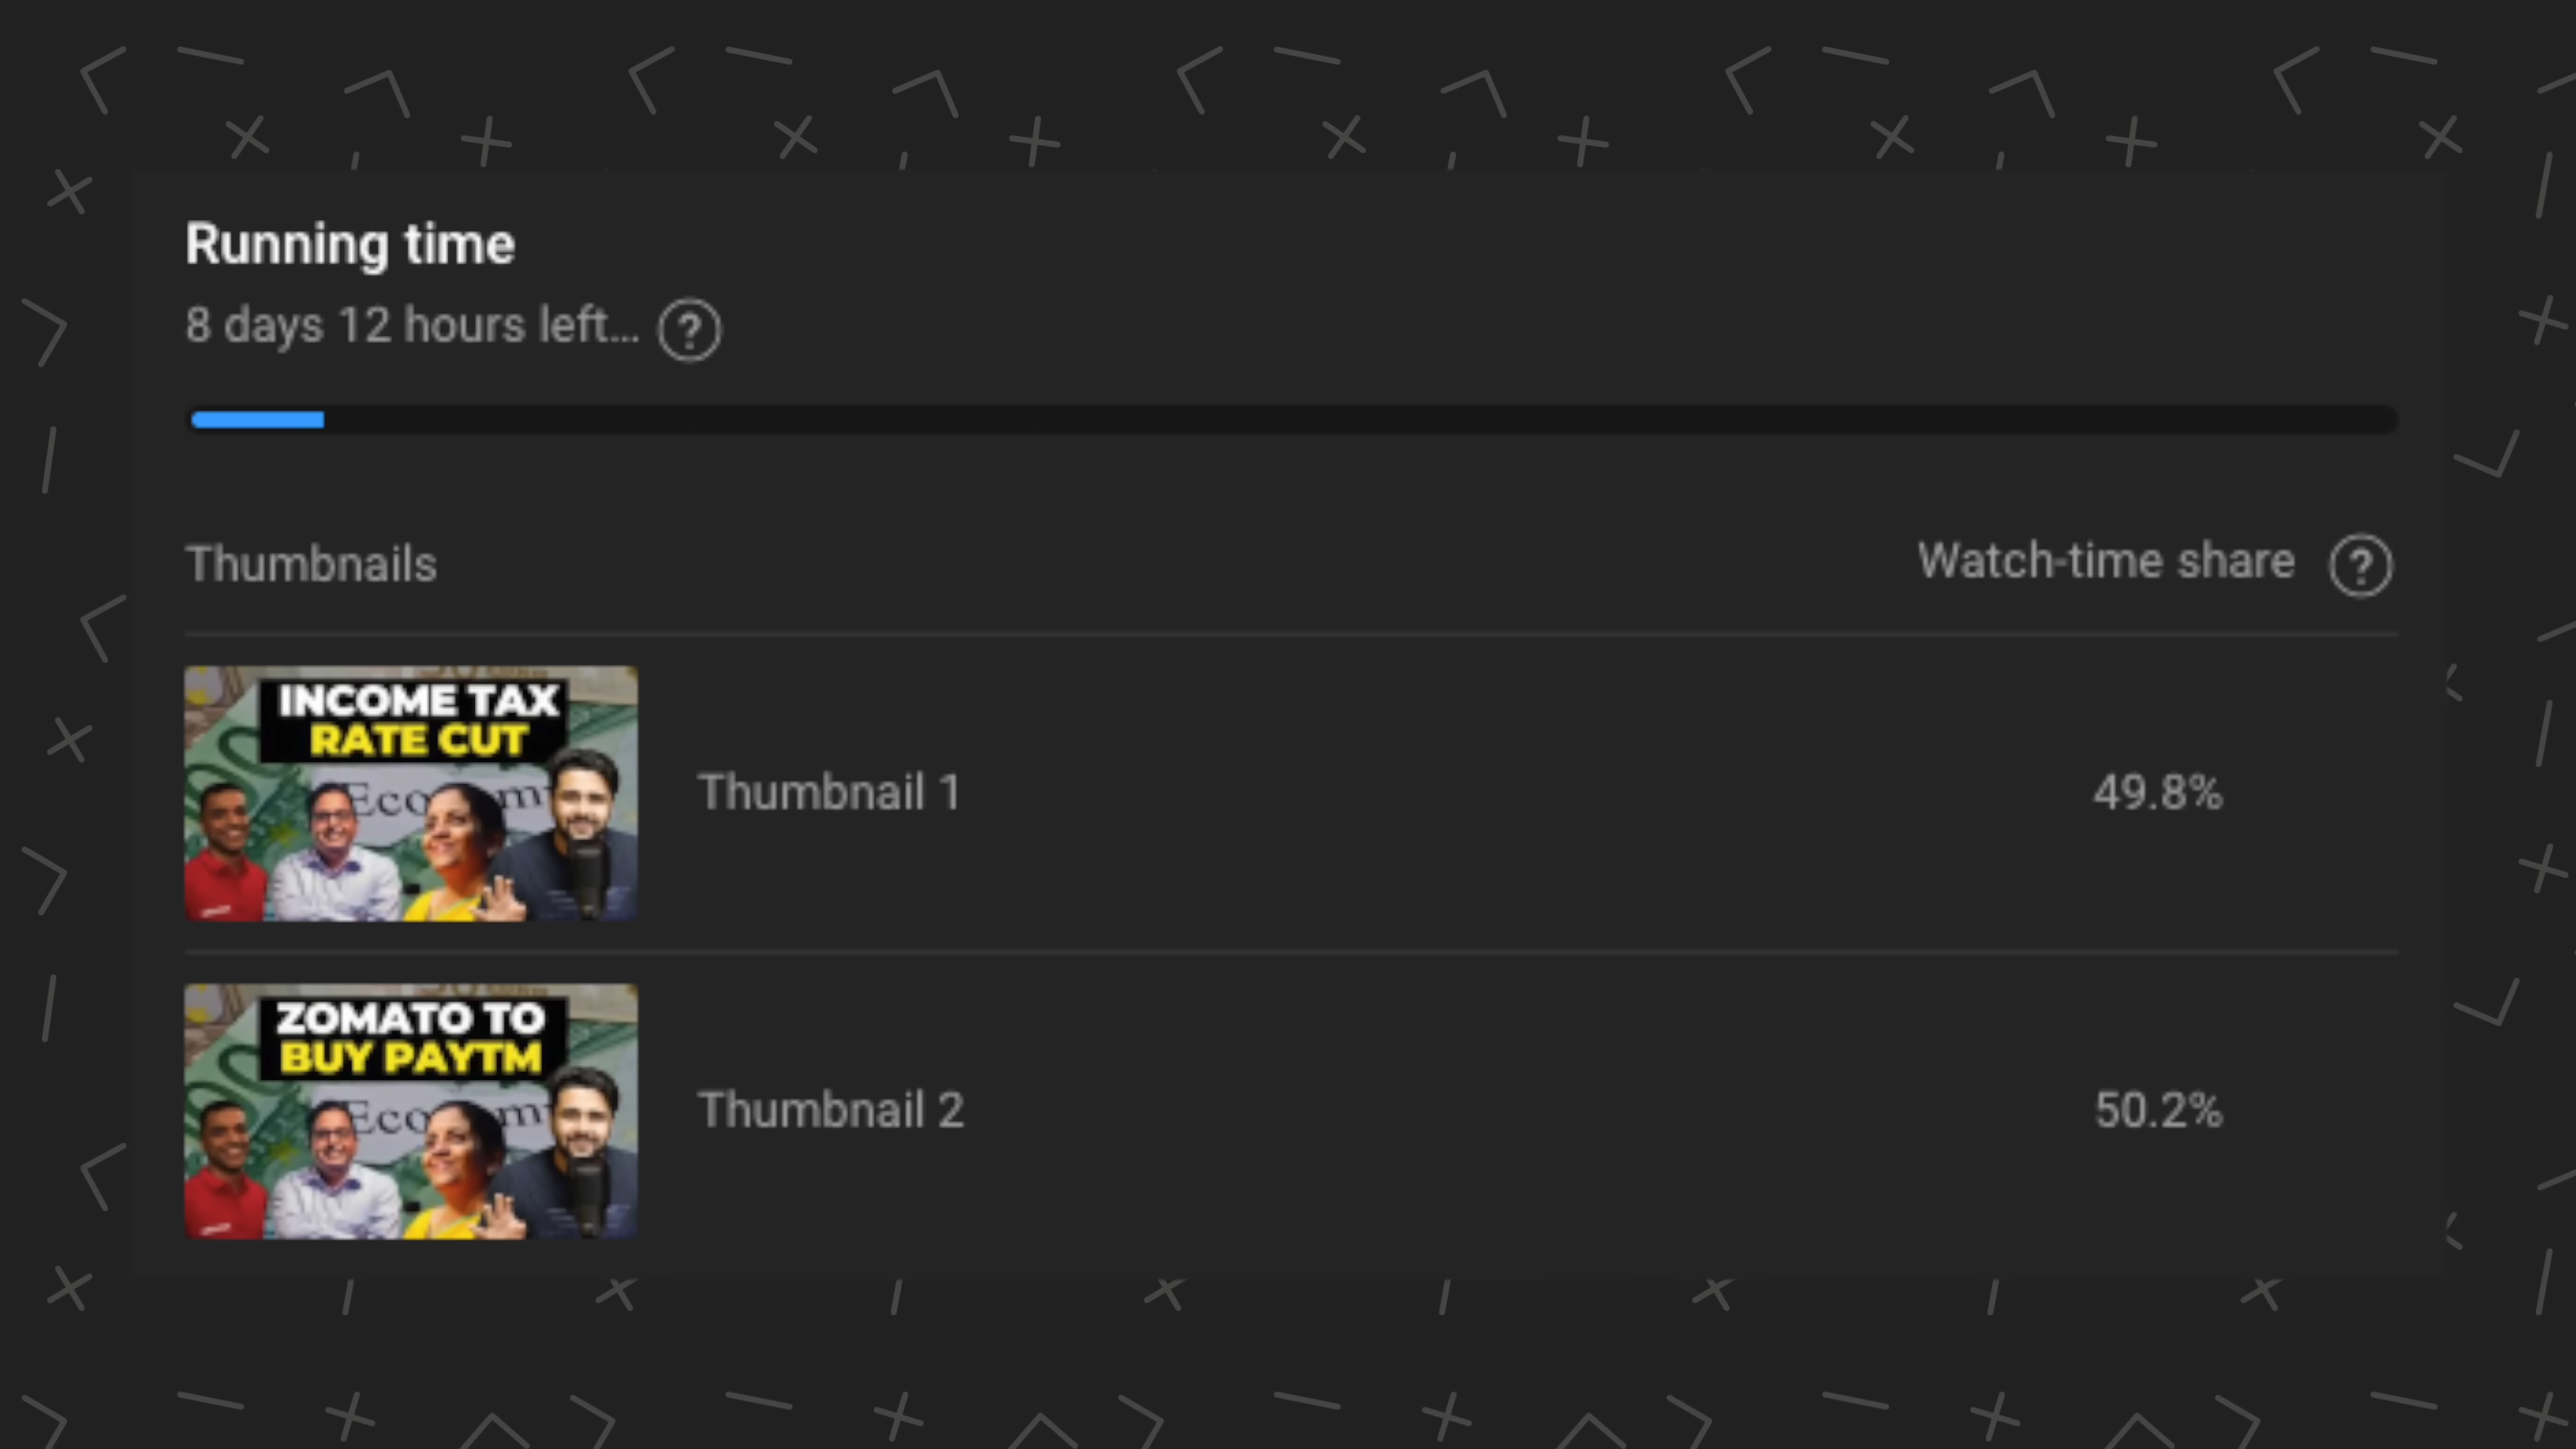 Running time
8 days 12 hours left...
Thumbnails
Watch-time share
INCOME TAX
RATE CUT
Thumbnail 1
49.8%
ZOMATO TO
BUY PAYTM
Thumbnail 2
50.2%